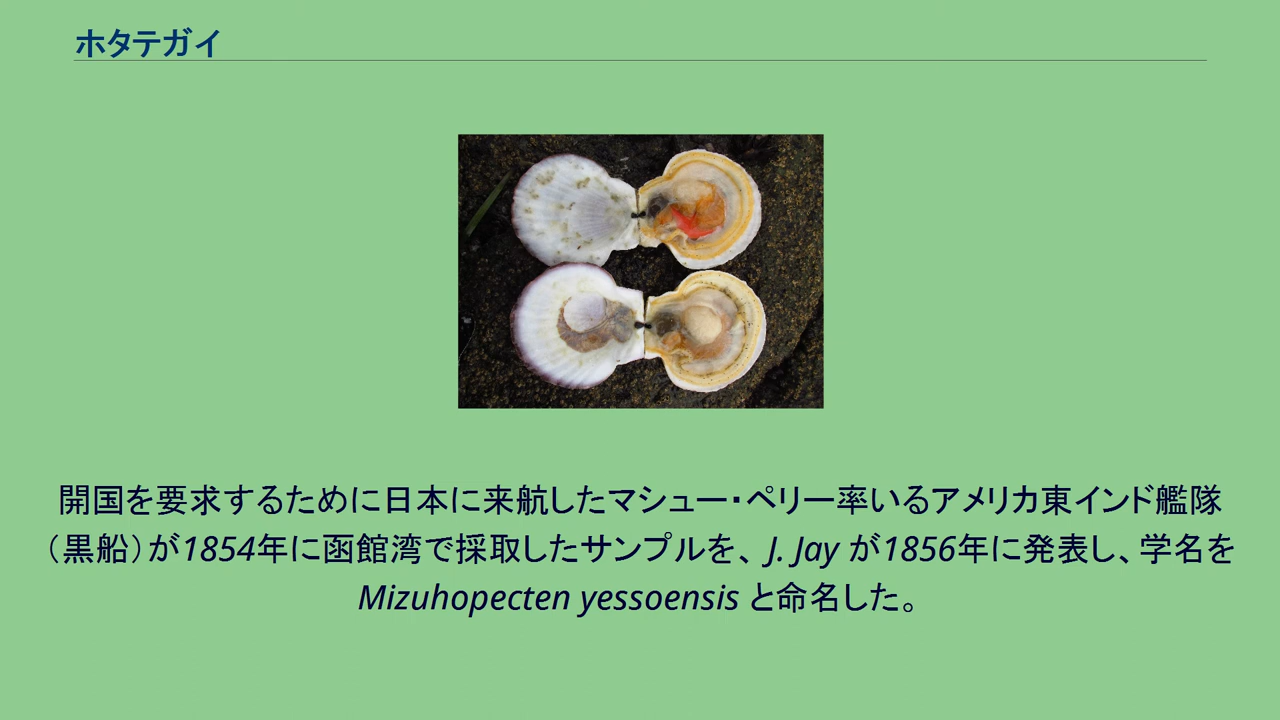 ホタテガイ
開国を要求するために日本に来航したマシュー・ペリー率いるアメリカ東インド艦隊
（黒船）が1854年に函館湾で採取したサンプルを、J. Jay が1856年に発表し、学名を
Mizuhopecten yessoensis と命名した。